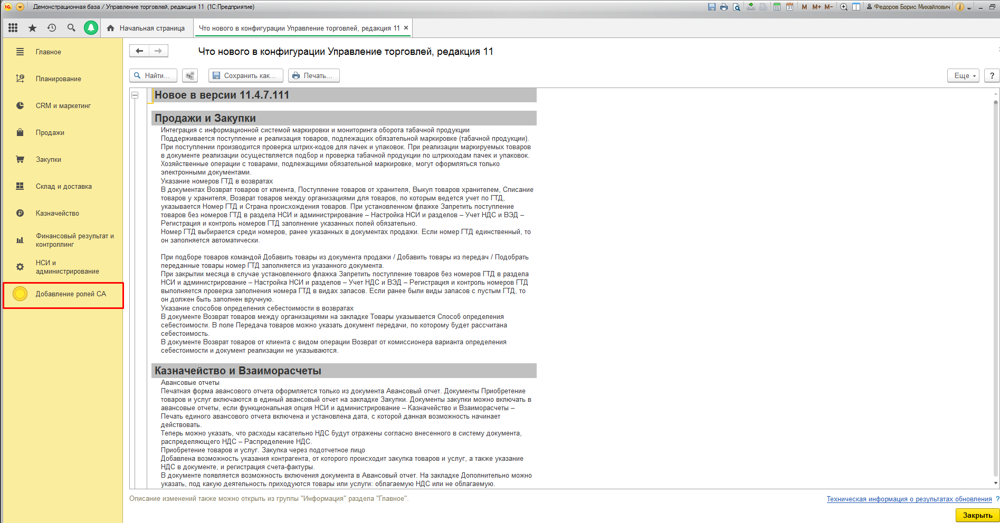 Демонстрационная база / Управление торговлей, редакция 11 (1С:Предприятие)
M M+ M-
Федоров Борис Михайлович
Начальная страница
Что нового в конфигурации Управление торговлей, редакция 11 ×
Главное
Планирование
CRM и маркетинг
Продажи
Закупки
Склад и доставка
Казначейство
Финансовый результат и
контроллинг
НСИ и
администрирование
Добавление ролей СА
Что нового в конфигурации Управление торговлей, редакция 11
Найти...
Сохранить как...
Печать...
Еще
?
Новое в версии 11.4.7.111
Продажи и Закупки
Интеграция с информационной системой маркировки и мониторинга оборота табачной продукции
Поддерживается поступление и реализация товаров, подлежащих обязательной маркировке (табачной продукции).
При поступлении производится проверка штрих-кодов для пачек и упаковок. При реализации маркируемых товаров
в документе реализации осуществляется подбор и проверка табачной продукции по штрихкодам пачек и упаковок.
Хозяйственные операции с товарами, подлежащими обязательной маркировке, могут оформляться только
электронными документами.
Указание номеров ГТД в возвратах
В документах Возврат товаров от клиента, Поступление товаров от хранителя, Выкуп товаров хранителем, Списание
товаров у хранителя, Возврат товаров между организациями для товаров, по которым ведется учет по ГТД,
указывается Номер ГТД и Страна происхождения товаров. При установленном флажке Запретить поступление
товаров без номеров ГТД в раздела НСИ и администрирование – Настройка НСИ и разделов – Учет НДС и ВЭД –
Регистрация и контроль номеров ГТД заполнение указанных полей обязательно.
Номер ГТД выбирается среди номеров, ранее указанных в документах продажи. Если номер ГТД единственный, то
он заполняется автоматически.
При подборе товаров командой Добавить товары из документа продажи / Добавить товары из передач / Подобрать
переданные товары номер ГТД заполняется из указанного документа.
При закрытии месяца в случае установленного флажка Запретить поступление товаров без номеров ГТД в раздела
НСИ и администрирование – Настройка НСИ и разделов – Учет НДС и ВЭД – Регистрация и контроль номеров ГТД
выполняется проверка заполнения номера ГТД в видах запасов. Если ранее были виды запасов с пустым ГТД, то
он должен быть заполнен вручную.
Указание способов определения себестоимости в возвратах
В документе Возврат товаров между организациями на закладке Товары указывается Способ определения
себестоимости. В поле Передача товаров можно указать документ передачи, по которому будет рассчитана
себестоимость.
В документе Возврат товаров от клиента с видом операции Возврат от комиссионера варианта определения
себестоимости и документ реализации не указываются.
Казначейство и Взаиморасчеты
Авансовые отчеты
Печатная форма авансового отчета оформляется только из документа Авансовый отчет. Документы Приобретение
товаров и услуг включаются в единый авансовый отчет на закладке Закупки. Документы закупки можно включать в
авансовые отчеты, если функциональная опция НСИ и администрирование – Казначейство и Взаиморасчеты –
Печать единого авансового отчета включена и установлена дата, с которой данная возможность начинает
действовать.
Теперь можно указать, что расходы касательно НДС будут отражены согласно внесенного в систему документа,
распределяющего НДС – Распределение НДС.
Приобретение товаров и услуг. Закупка через подотчетное лицо
Добавлена возможность указания контрагента, от которого происходит закупка товаров и услуг, а также указание
НДС в документе, и регистрация счета-фактуры.
В документе появляется возможность включения документа в Авансовый отчет. На закладке Дополнительно можно
указать, под какую деятельность приходуются товары или услуги: облагаемую НДС или не облагаемую.
Описание изменений также можно открыть из группы "Информация" раздела "Главное".
Техническая информация о результатах обновления ?
Закрыть